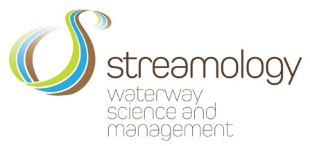 streamology
waterway
science and
management